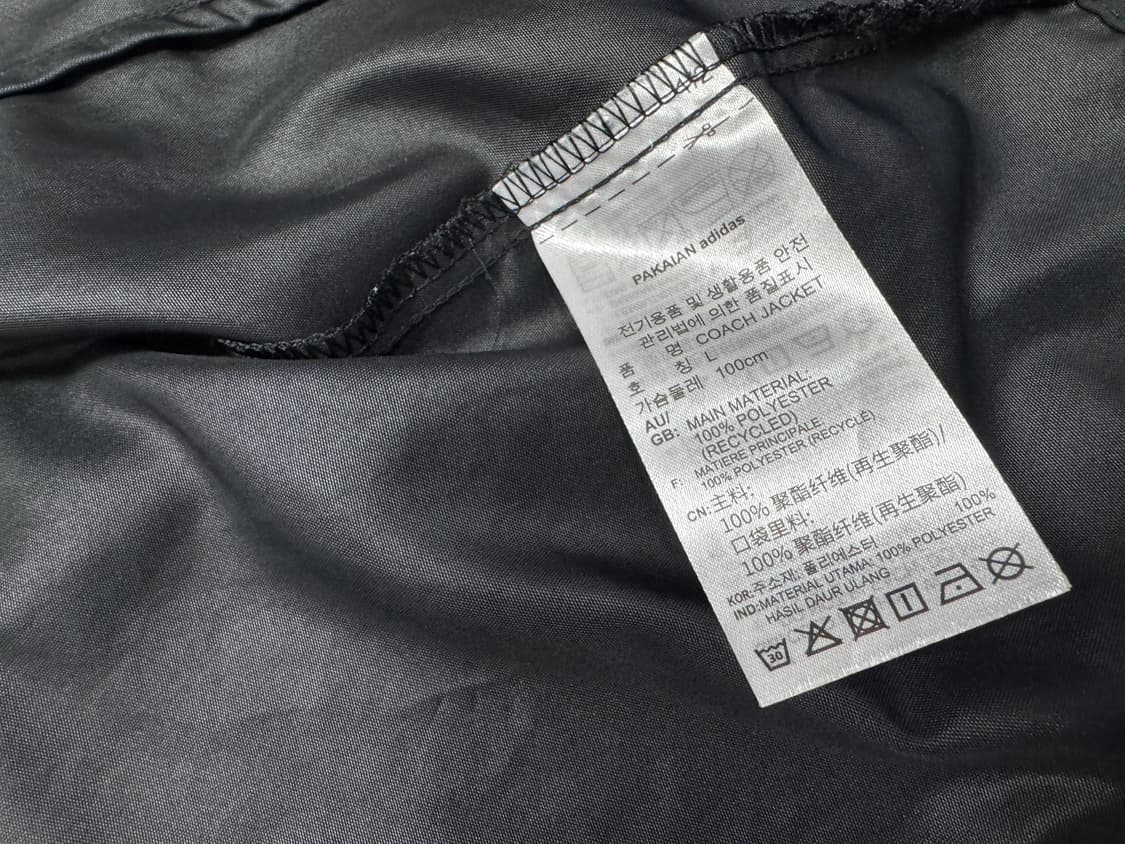 PAKAIAN adidas
전기용품 및 생활용품 안전
관리법에 의한 품질표시
품 명 COACH JACKET
호 칭 L
가슴둘레 100cm
AU/
GB: MAIN MATERIAL:
100% POLYESTER
(RECYCLED)
F: MATIERE PRINCIPALE:
100% POLYESTER (RECYCLÉ)
CN: 主料:
100% 聚酯纤维(再生聚酯)/
口袋里料:
100% 聚酯纤维(再生聚酯)
KOR: 주소재: 폴리에스터 100%
IND: MATERIAL UTAMA: 100% POLYESTER
HASIL DAUR ULANG
30